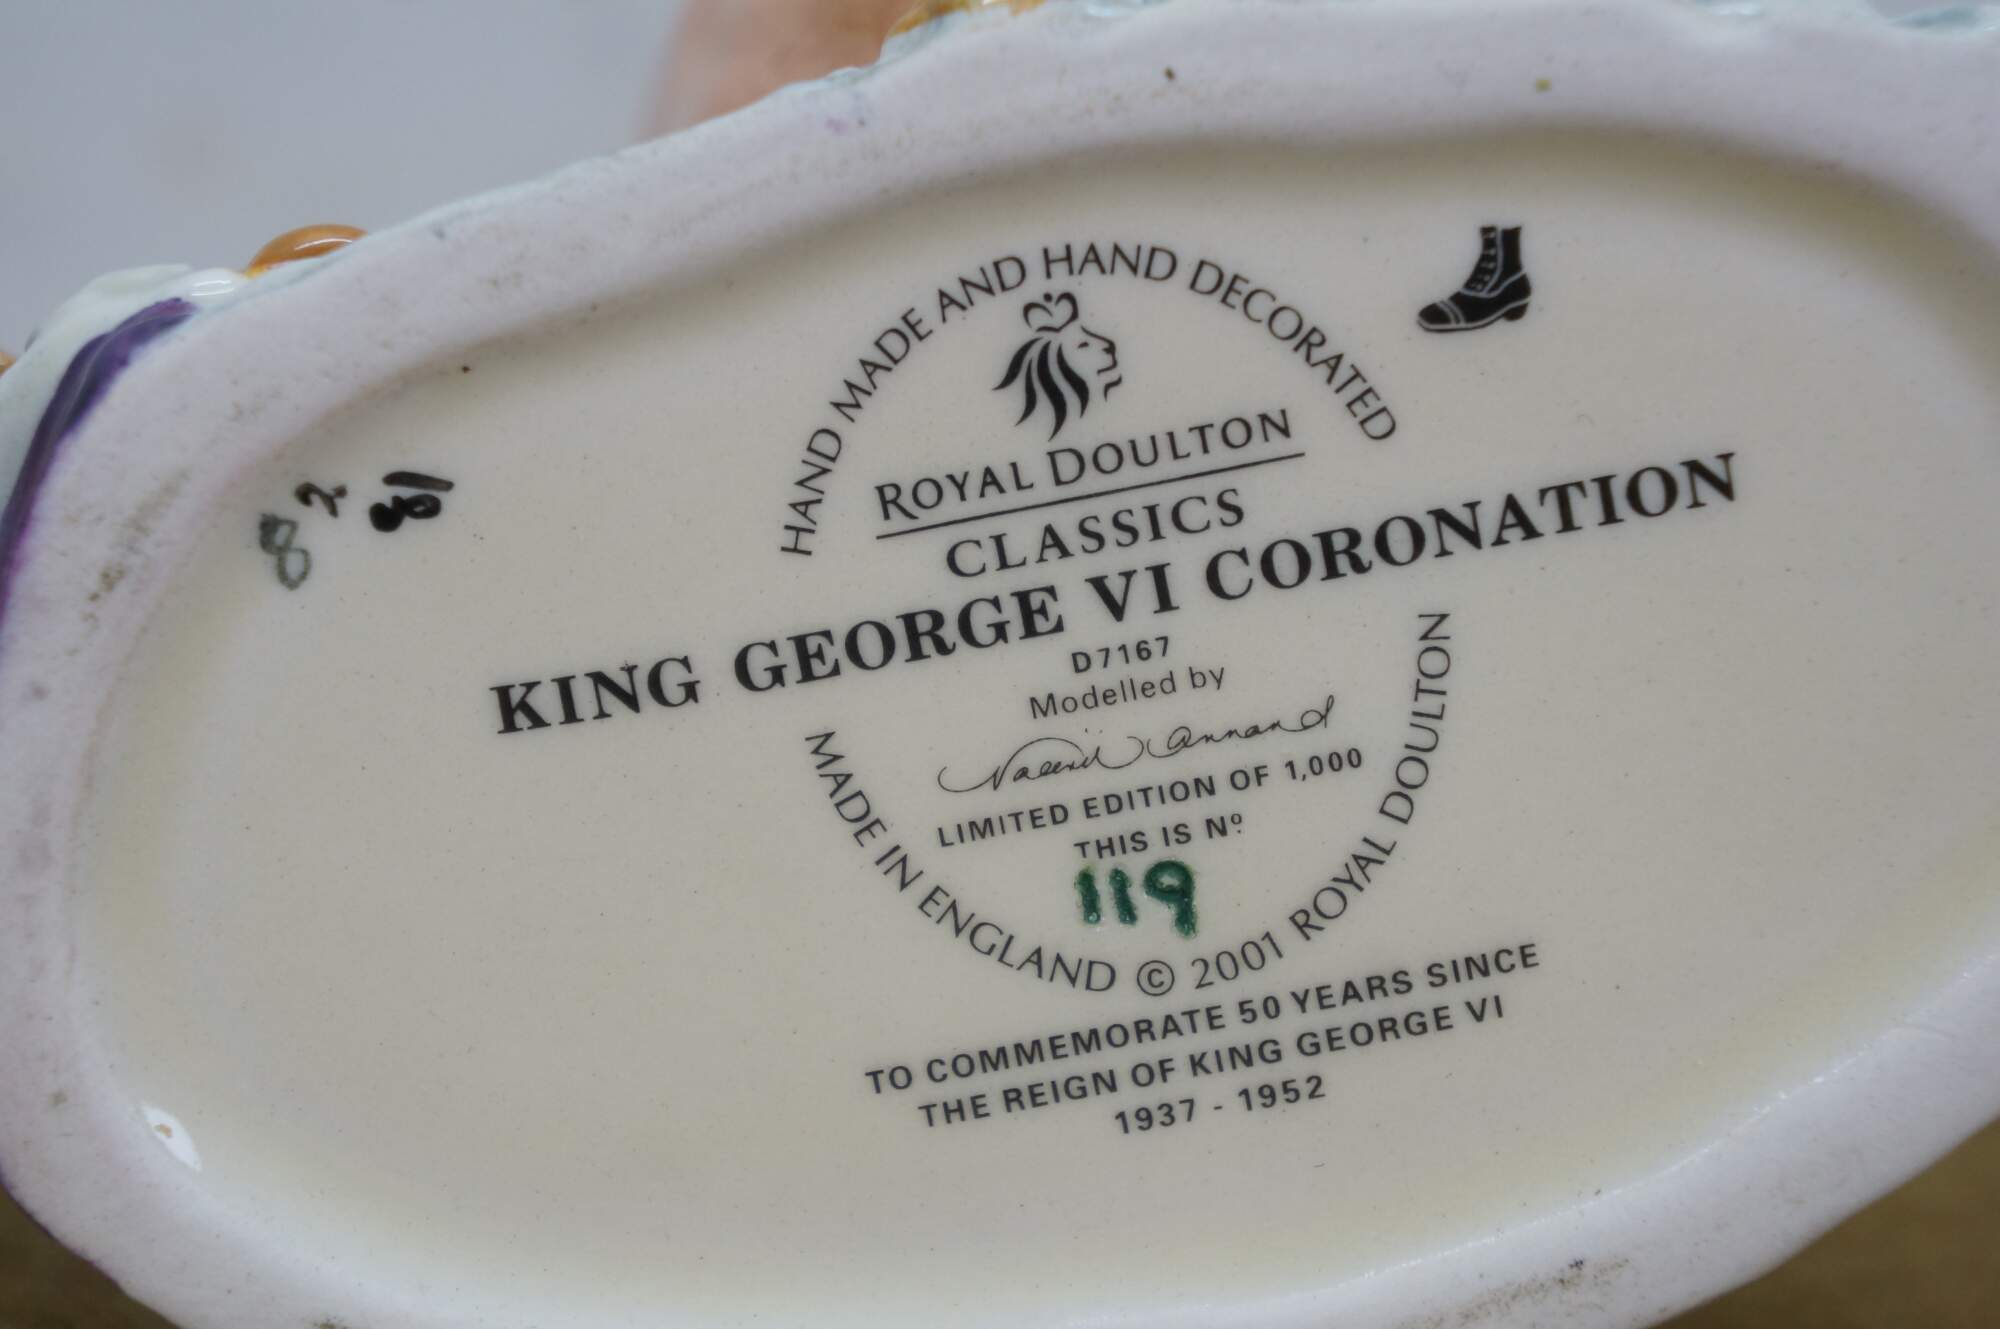 HAND MADE AND HAND DECORATED
ROYAL DOULTON
CLASSICS
KING GEORGE VI CORONATION
D7167
Modelled by
LIMITED EDITION OF 1,000
THIS IS Nº
119
MADE IN ENGLAND © 2001 ROYAL DOULTON
TO COMMEMORATE 50 YEARS SINCE
THE REIGN OF KING GEORGE VI
1937 - 1952